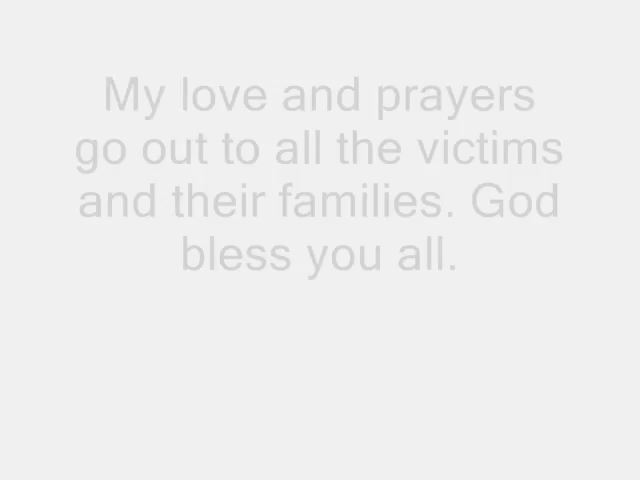 My love and prayers
go out to all the victims
and their families. God
bless you all.